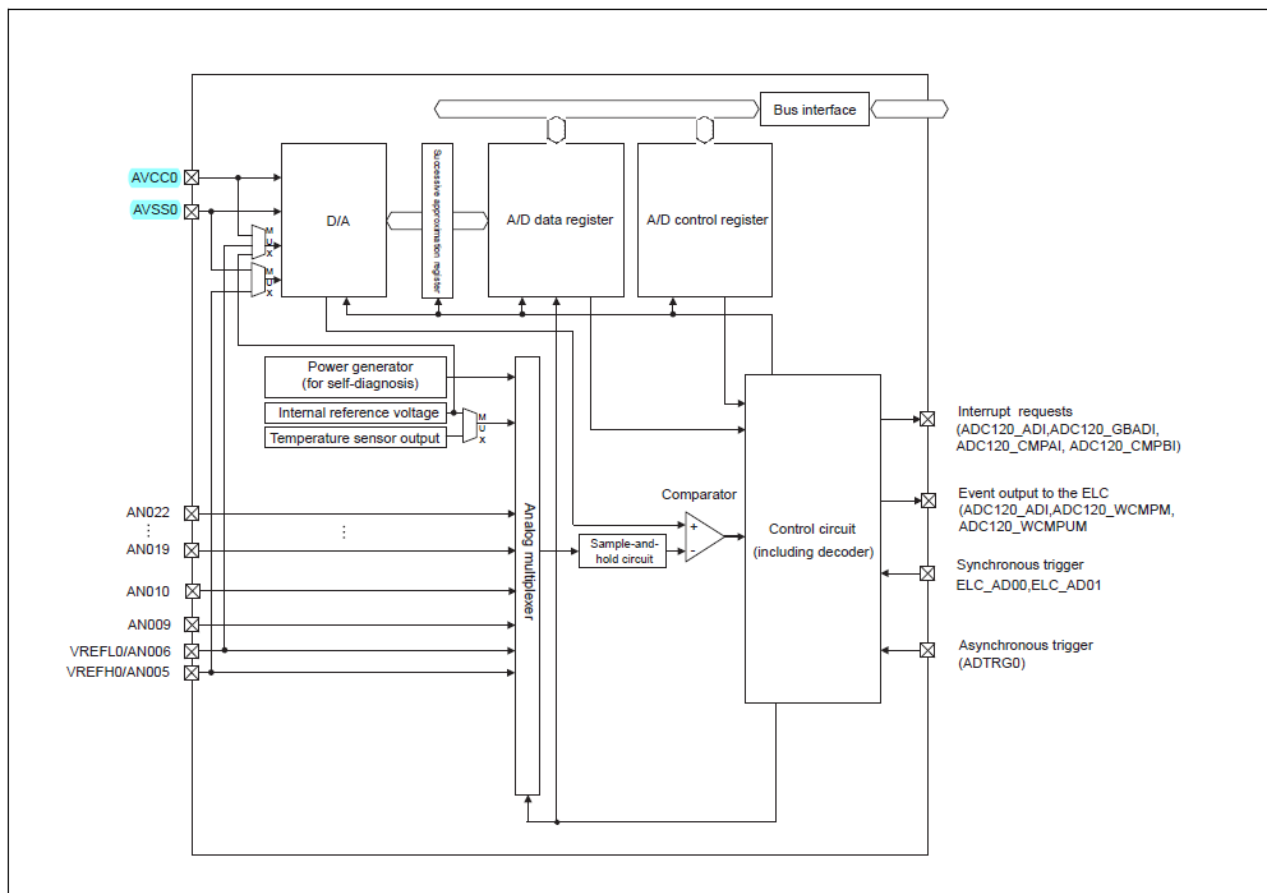 Bus interface
AVCC0
AVSS0
D/A
Successive approximation register
A/D data register
A/D control register
MUX
MUX
Power generator
(for self-diagnosis)
Internal reference voltage
Temperature sensor output
MUX
Analog multiplexer
Comparator
+
-
Sample-and-
hold circuit
Control circuit
(including decoder)
AN022
⋮
AN019
⋮
AN010
AN009
VREFL0/AN006
VREFH0/AN005
Interrupt requests
(ADC120_ADI,ADC120_GBADI,
ADC120_CMPAI, ADC120_CMPBI)
Event output to the ELC
(ADC120_ADI,ADC120_WCMPM,
ADC120_WCMPUM
Synchronous trigger
ELC_AD00,ELC_AD01
Asynchronous trigger
(ADTRG0)